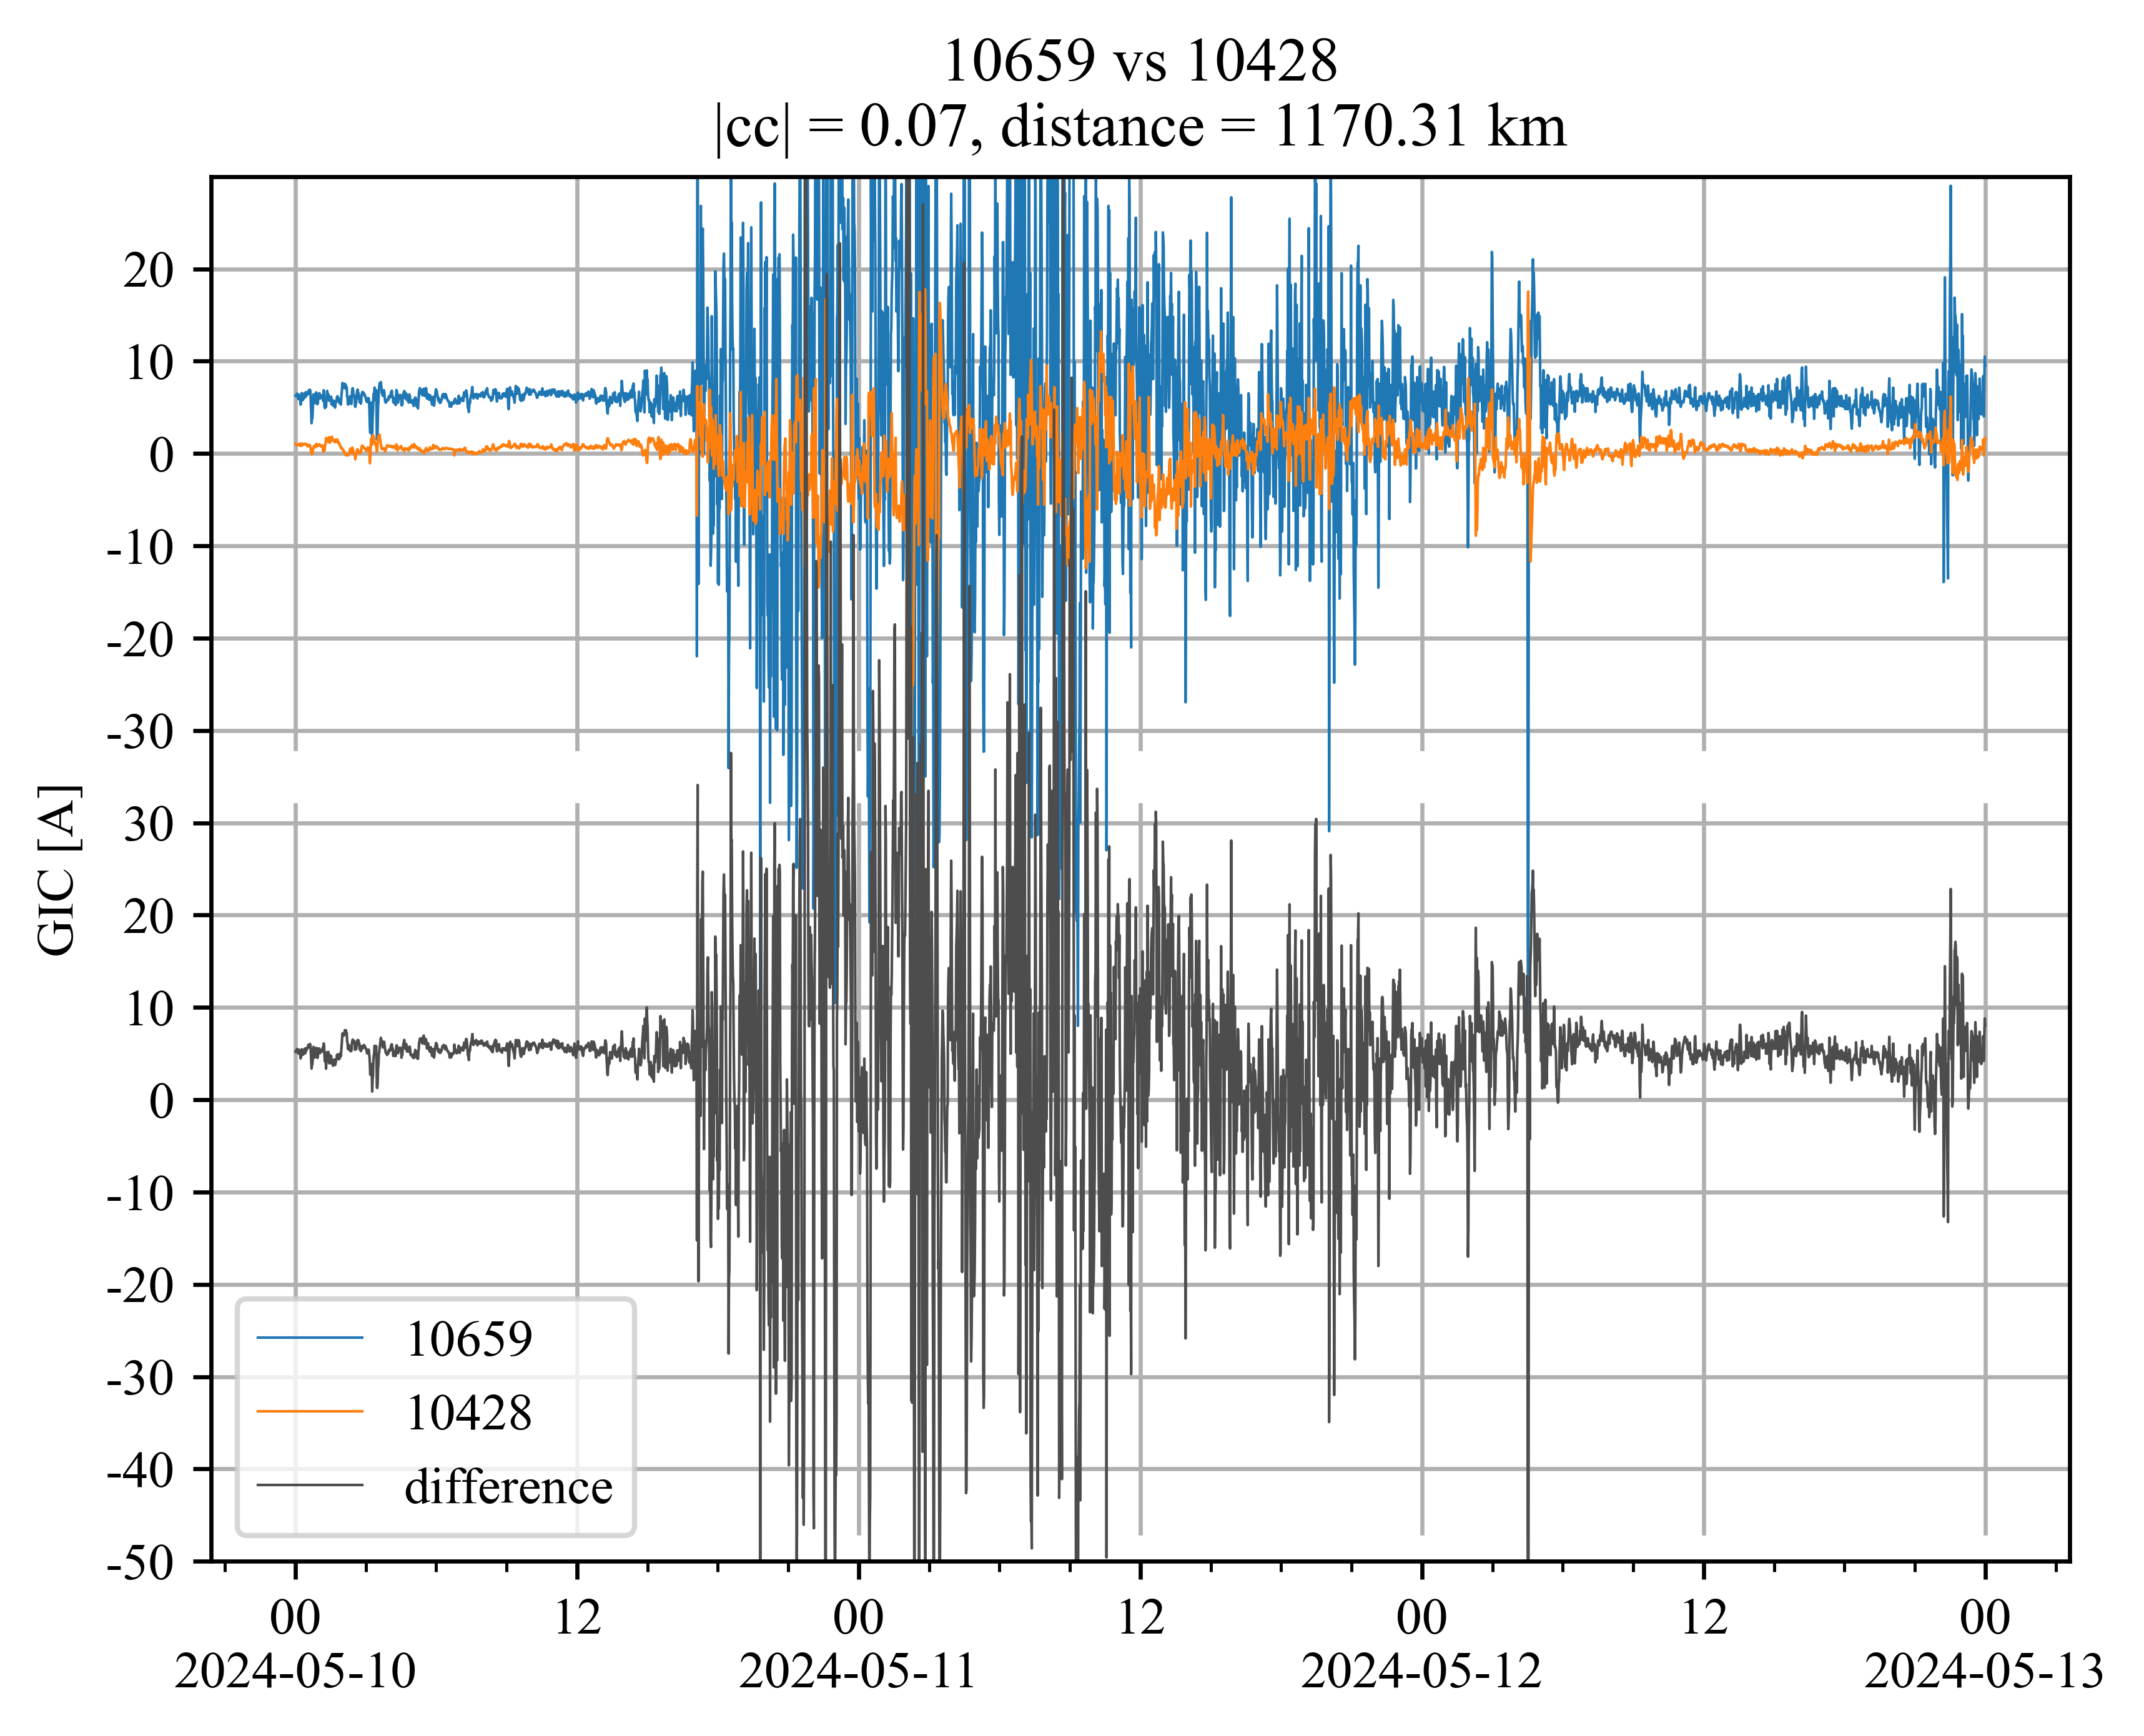 10659 vs 10428
|cc| = 0.07, distance = 1170.31 km
GIC [A]
20
10
0
-10
-20
-30
30
20
10
0
-10
-20
-30
-40
-50
10659
10428
difference
00 12 00 12 00 12 00
2024-05-10 2024-05-11 2024-05-12 2024-05-13